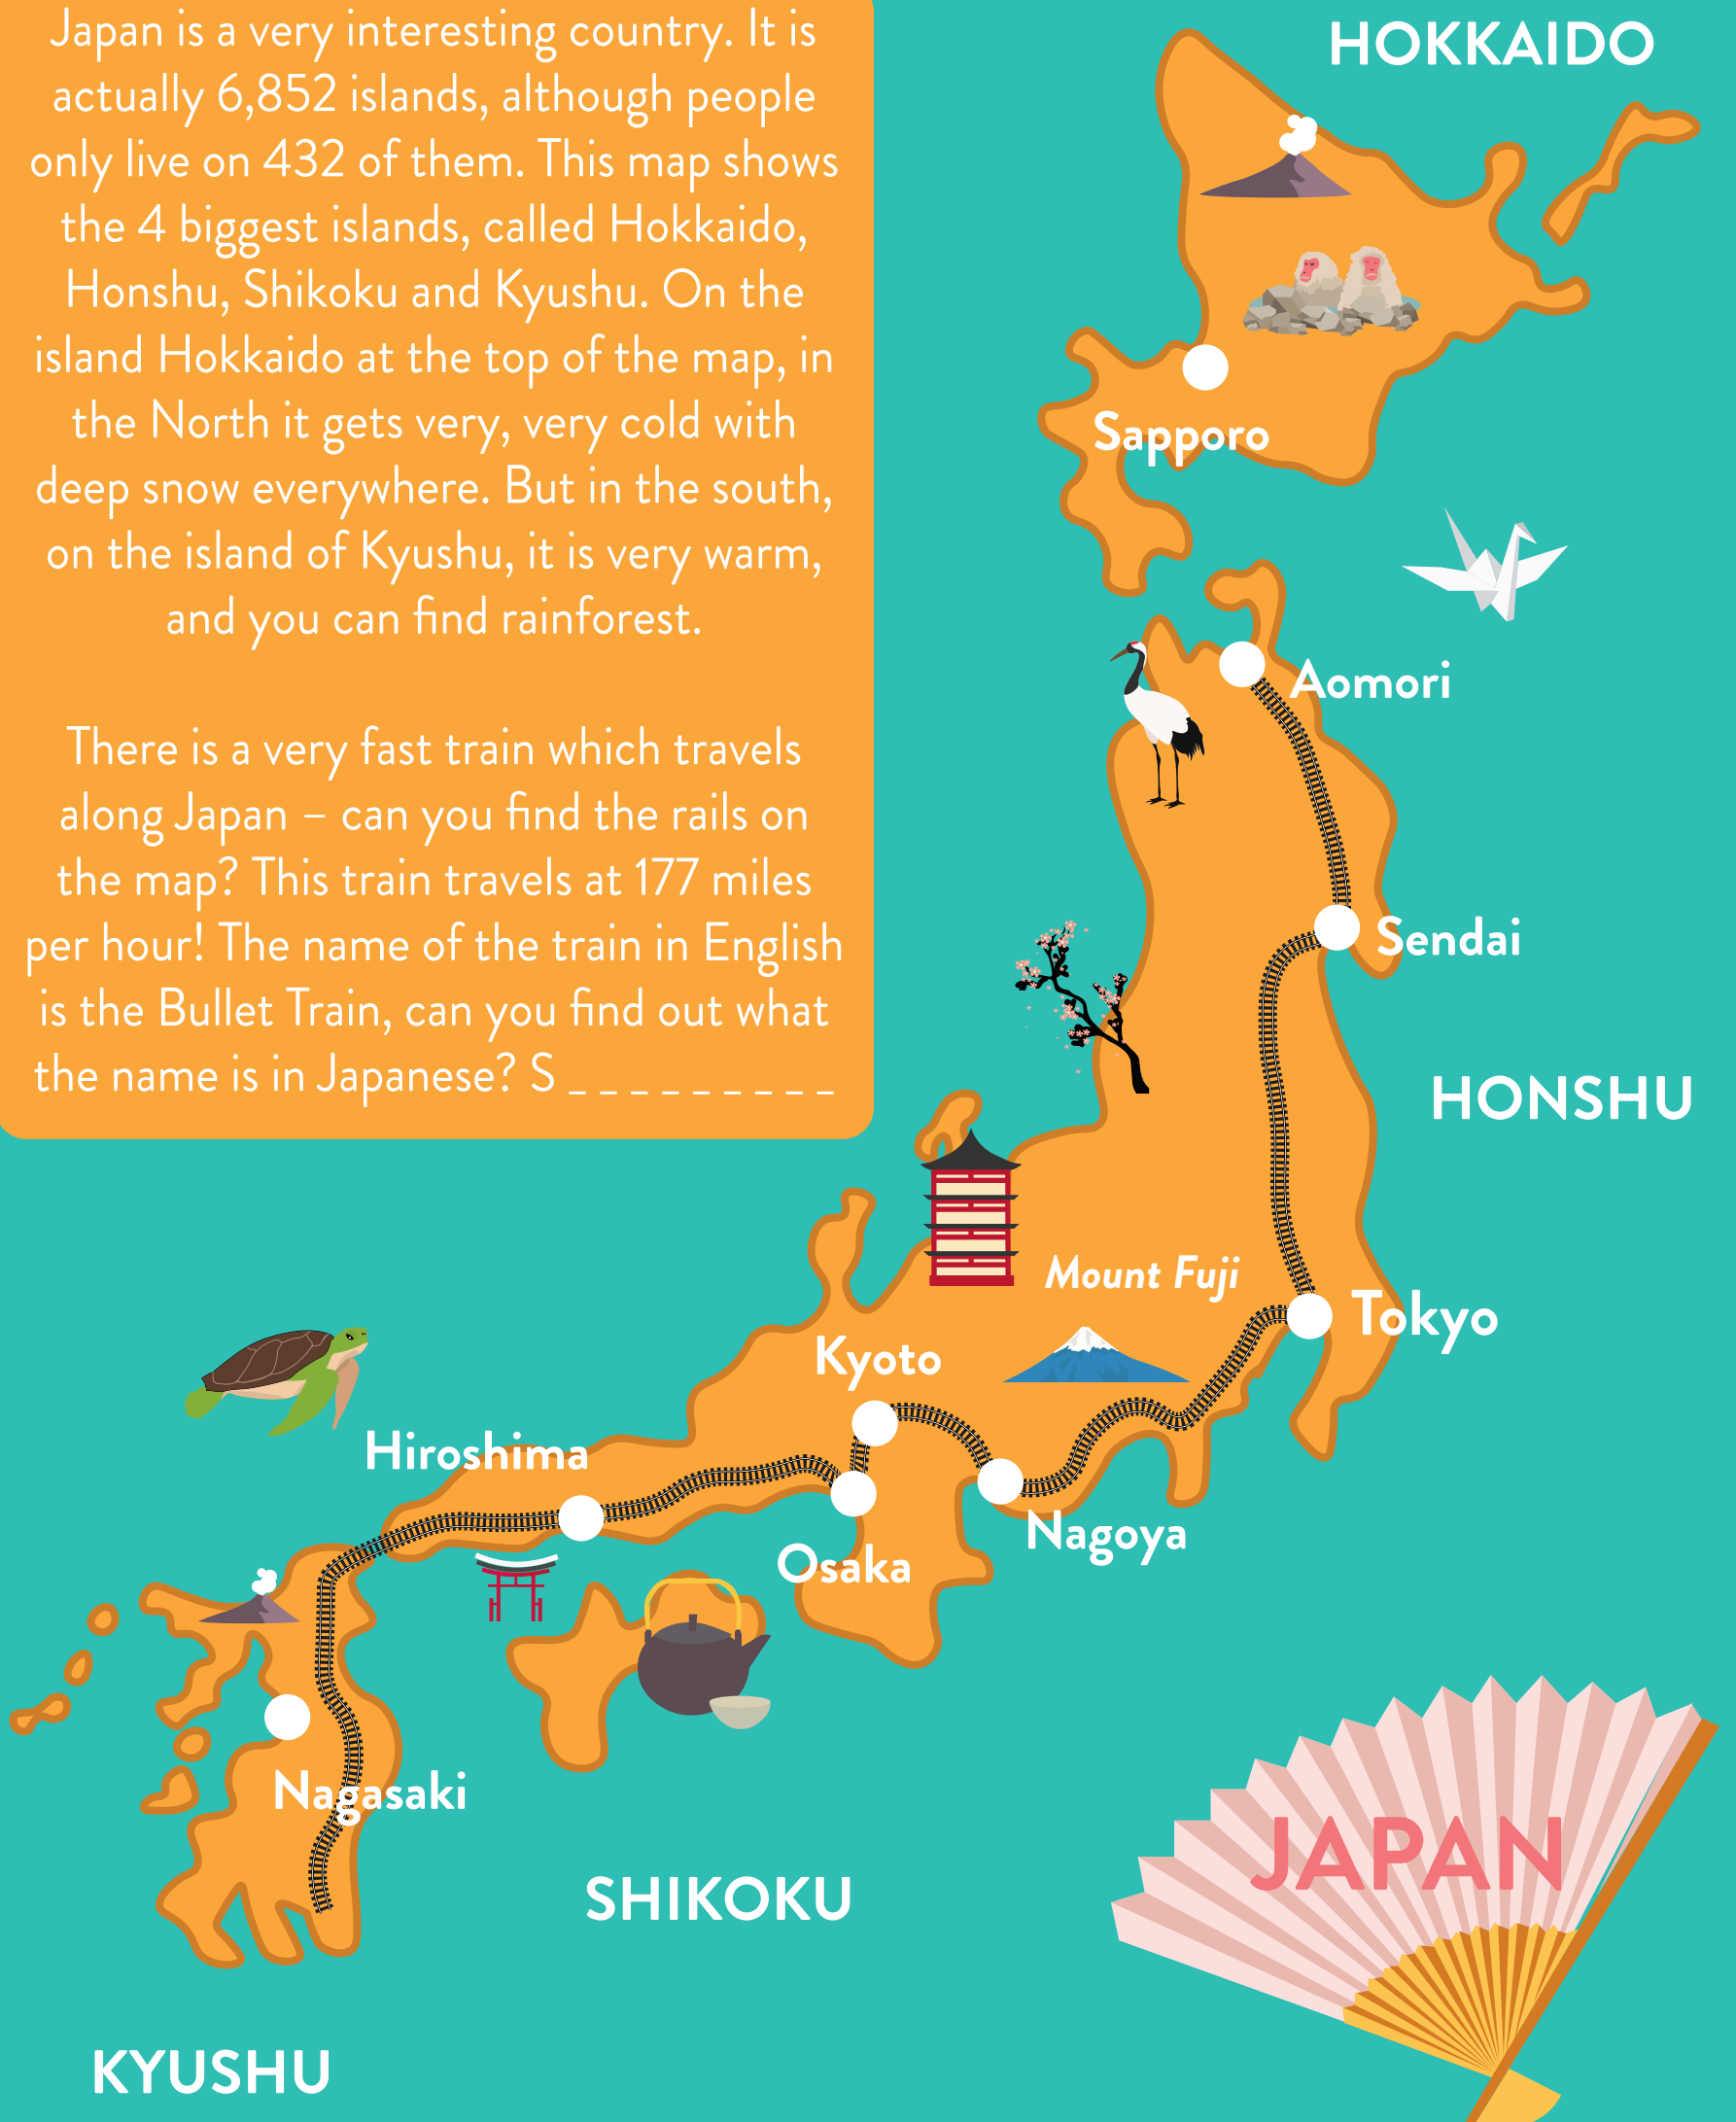 Japan is a very interesting country. It is
actually 6,852 islands, although people
only live on 432 of them. This map shows
the 4 biggest islands, called Hokkaido,
Honshu, Shikoku and Kyushu. On the
island Hokkaido at the top of the map, in
the North it gets very, very cold with
deep snow everywhere. But in the south,
on the island of Kyushu, it is very warm,
and you can find rainforest.
There is a very fast train which travels
along Japan – can you find the rails on
the map? This train travels at 177 miles
per hour! The name of the train in English
is the Bullet Train, can you find out what
the name is in Japanese? S _ _ _ _ _ _ _ _ _
HOKKAIDO
Sapporo
Aomori
Sendai
HONSHU
Mount Fuji
Tokyo
Kyoto
Hiroshima
Nagoya
Osaka
Nagasaki
JAPAN
SHIKOKU
KYUSHU